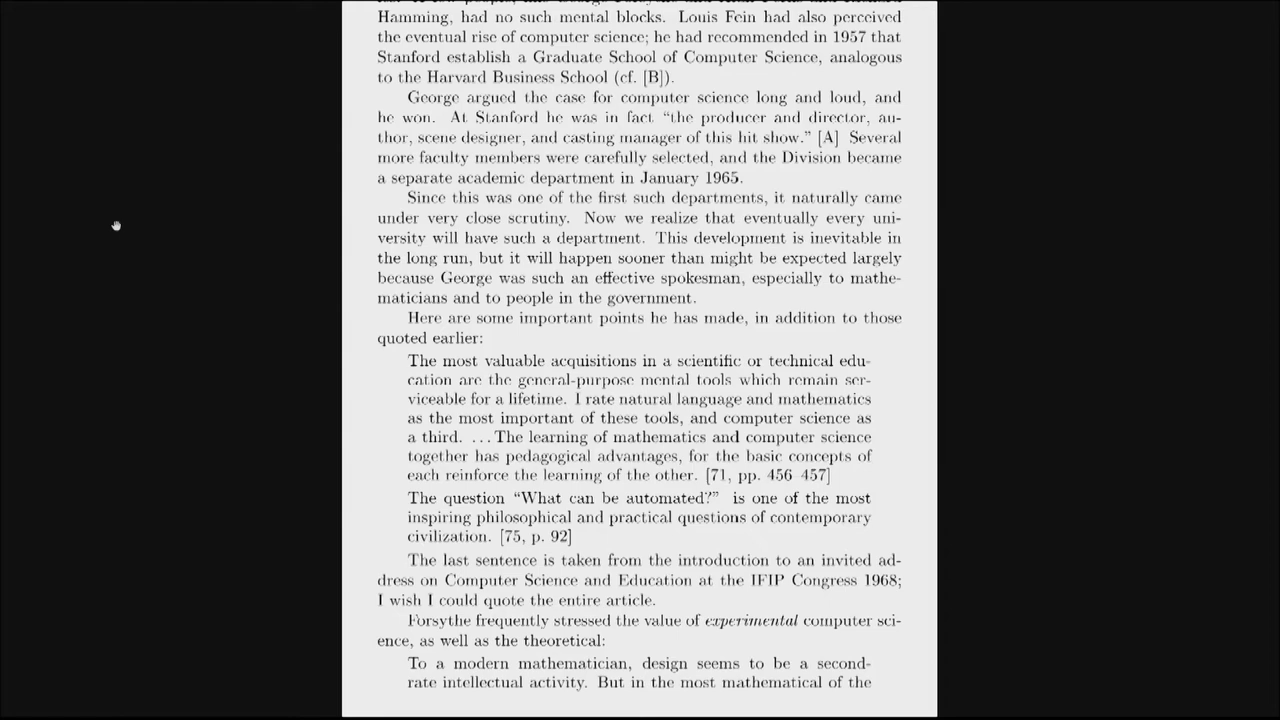 Hamming, had no such mental blocks. Louis Fein had also perceived
the eventual rise of computer science; he had recommended in 1957 that
Stanford establish a Graduate School of Computer Science, analogous
to the Harvard Business School (cf. [B]).
George argued the case for computer science long and loud, and
he won. At Stanford he was in fact “the producer and director, au-
thor, scene designer, and casting manager of this hit show.” [A] Several
more faculty members were carefully selected, and the Division became
a separate academic department in January 1965.
Since this was one of the first such departments, it naturally came
under very close scrutiny. Now we realize that eventually every uni-
versity will have such a department. This development is inevitable in
the long run, but it will happen sooner than might be expected largely
because George was such an effective spokesman, especially to mathe-
maticians and to people in the government.
Here are some important points he has made, in addition to those
quoted earlier:
The most valuable acquisitions in a scientific or technical edu-
cation are the general-purpose mental tools which remain ser-
viceable for a lifetime. I rate natural language and mathematics
as the most important of these tools, and computer science as
a third. ...The learning of mathematics and computer science
together has pedagogical advantages, for the basic concepts of
each reinforce the learning of the other. [71, pp. 456 457]
The question “What can be automated?” is one of the most
inspiring philosophical and practical questions of contemporary
civilization. [75, p. 92]
The last sentence is taken from the introduction to an invited ad-
dress on Computer Science and Education at the IFIP Congress 1968;
I wish I could quote the entire article.
Forsythe frequently stressed the value of experimental computer sci-
ence, as well as the theoretical:
To a modern mathematician, design seems to be a second-
rate intellectual activity. But in the most mathematical of the